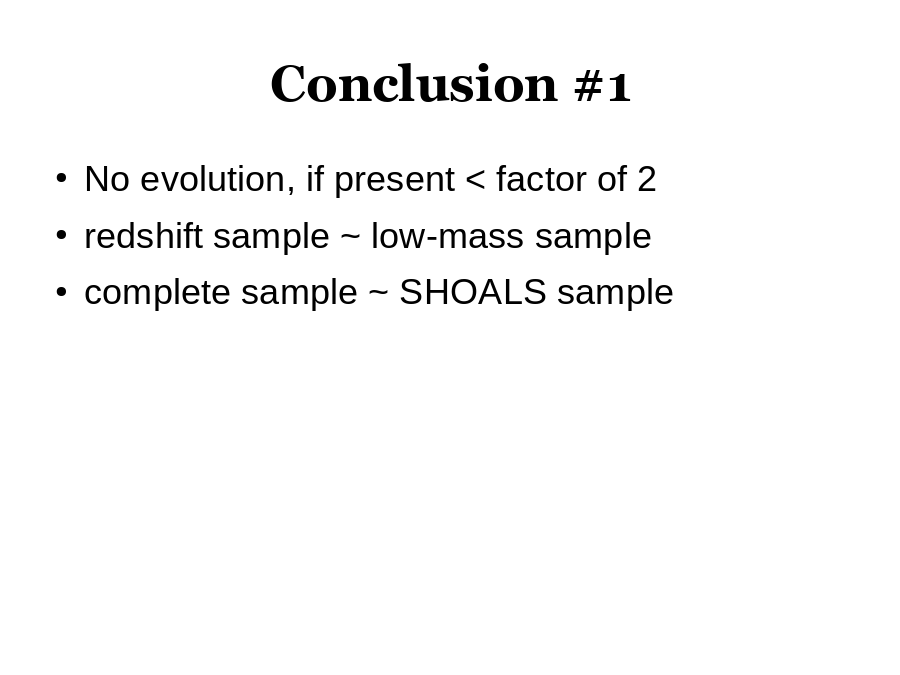 Conclusion #1
• No evolution, if present < factor of 2
• redshift sample ~ low-mass sample
• complete sample ~ SHOALS sample